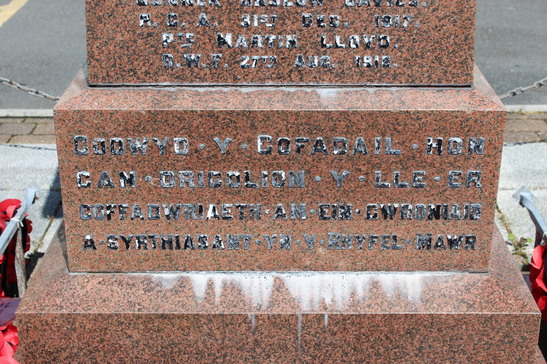 R.G.A. 31ST DEC. 1917.
PTE MARTIN LLOYD.
R.W.F. 27TH AUG. 1918.
CODWYD · Y · GOFADAIL · HON
GAN · DRIGOLION · Y · LLE · ER
COFFADWRIAETH · AM · EIN · GWRONIAID
A · SYRTHIASANT · YN · Y · RHYFEL · MAWR